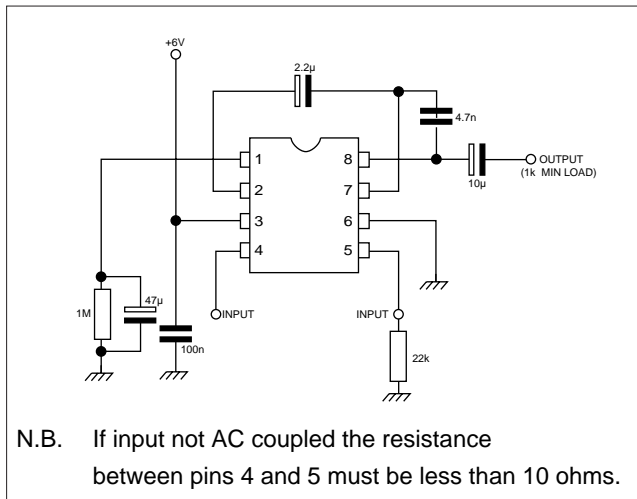 +6V
2.2µ
4.7n
1
8
OUTPUT
(1k MIN LOAD)
10µ
2
7
3
6
4
5
1M
47µ
100n
INPUT
INPUT
22k
N.B. If input not AC coupled the resistance
between pins 4 and 5 must be less than 10 ohms.